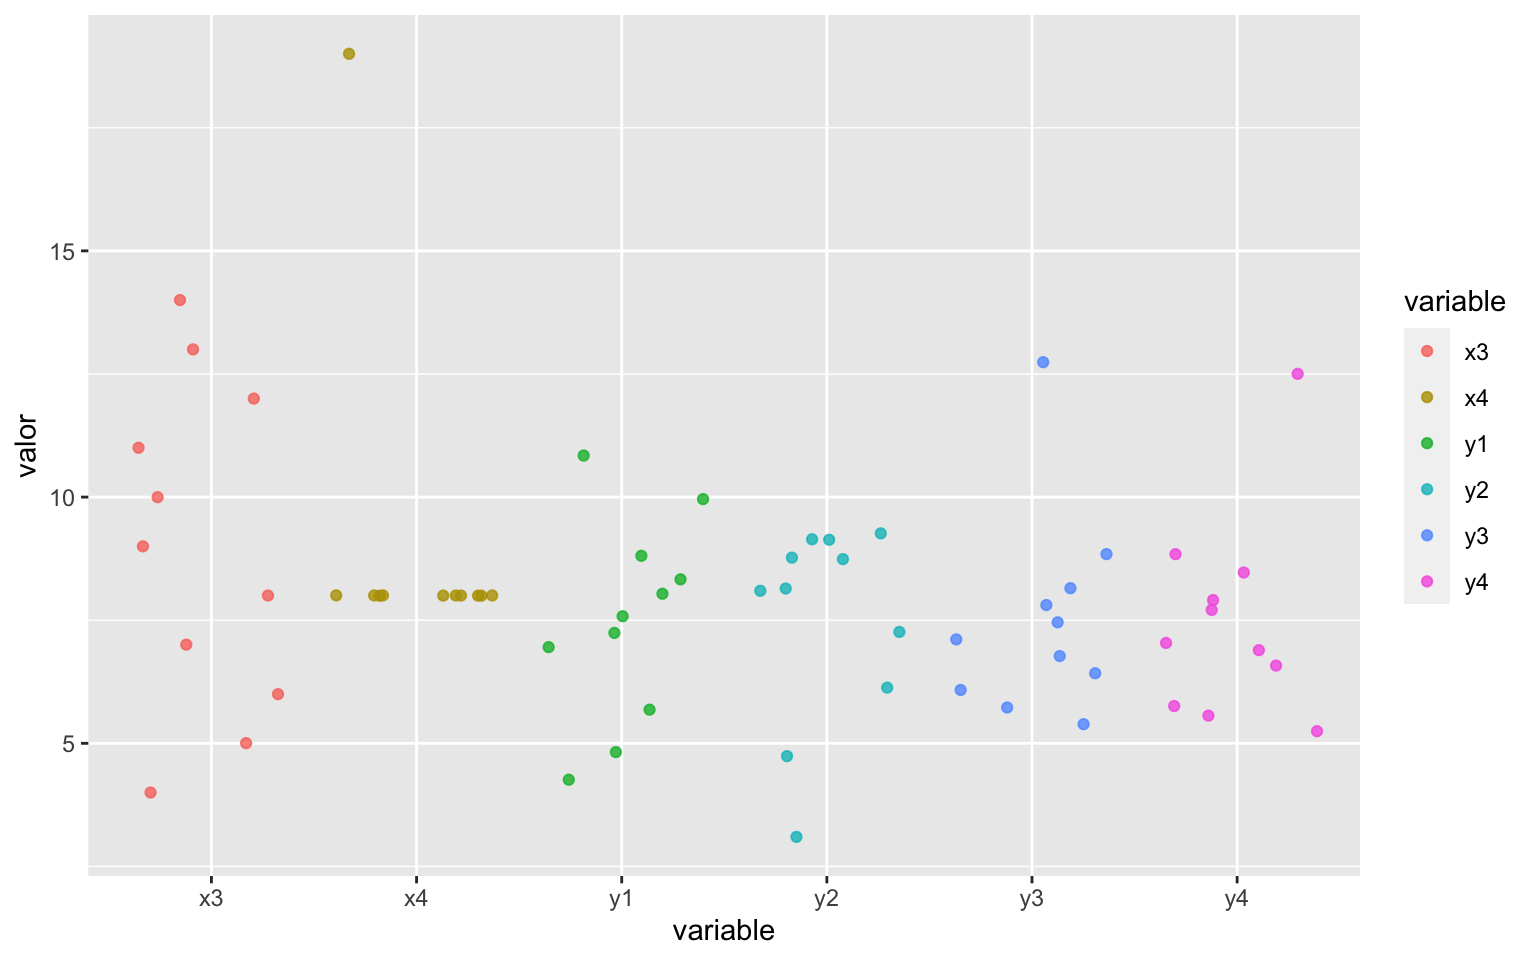 valor
15
10
5
x3 x4 y1 y2 y3 y4
variable
variable
x3
x4
y1
y2
y3
y4